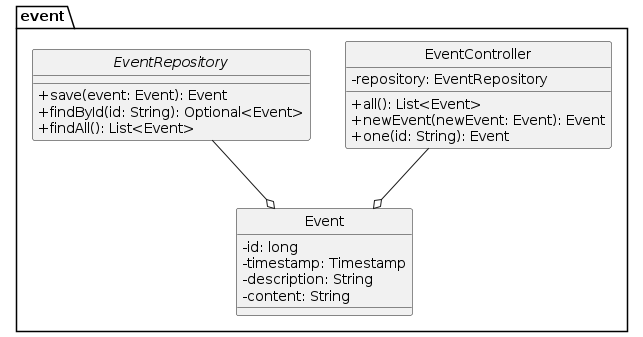 event
EventRepository
+save(event: Event): Event
+findById(id: String): Optional<Event>
+findAll(): List<Event>
EventController
-repository: EventRepository
+all(): List<Event>
+newEvent(newEvent: Event): Event
+one(id: String): Event
Event
-id: long
-timestamp: Timestamp
-description: String
-content: String